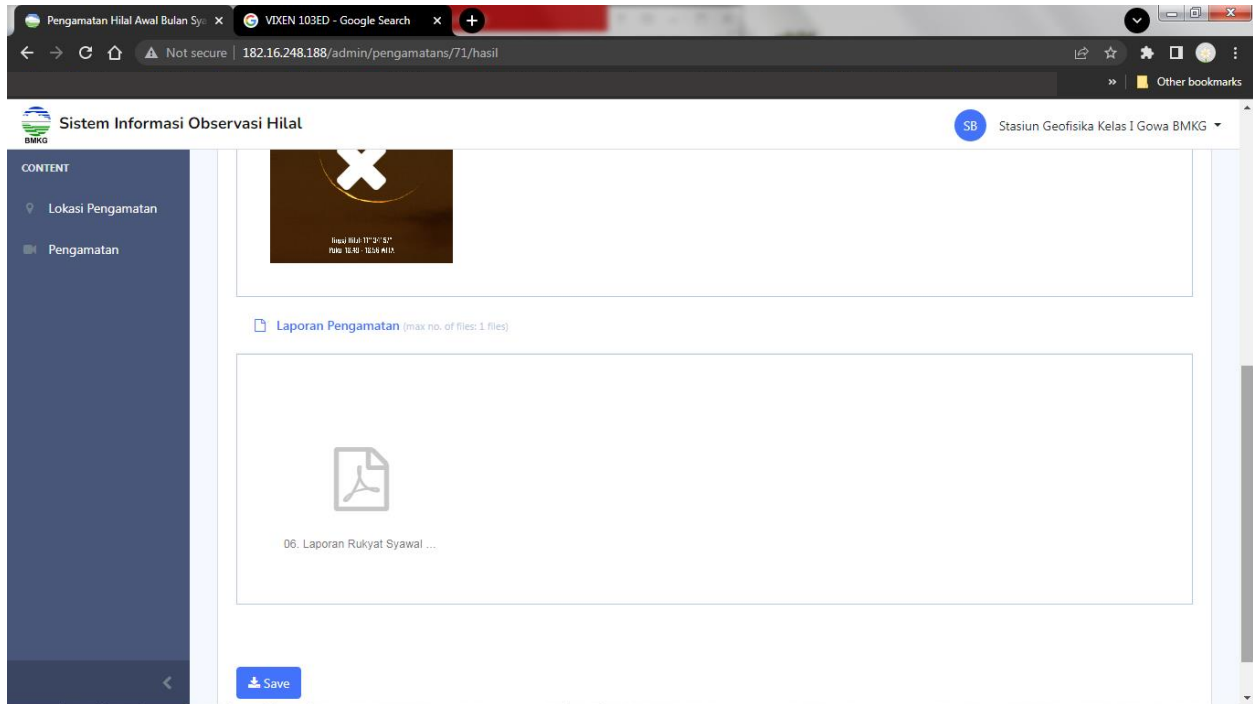 Pengamatan Hilal Awal Bulan Sya
VIXEN 103ED - Google Search
Not secure
182.16.248.188/admin/pengamatans/71/hasil
Other bookmarks
BMKG
Sistem Informasi Observasi Hilal
SB
Stasiun Geofisika Kelas I Gowa BMKG
CONTENT
Lokasi Pengamatan
Pengamatan
Laporan Pengamatan (max no. of files: 1 files)
06. Laporan Rukyat Syawal ...
Save